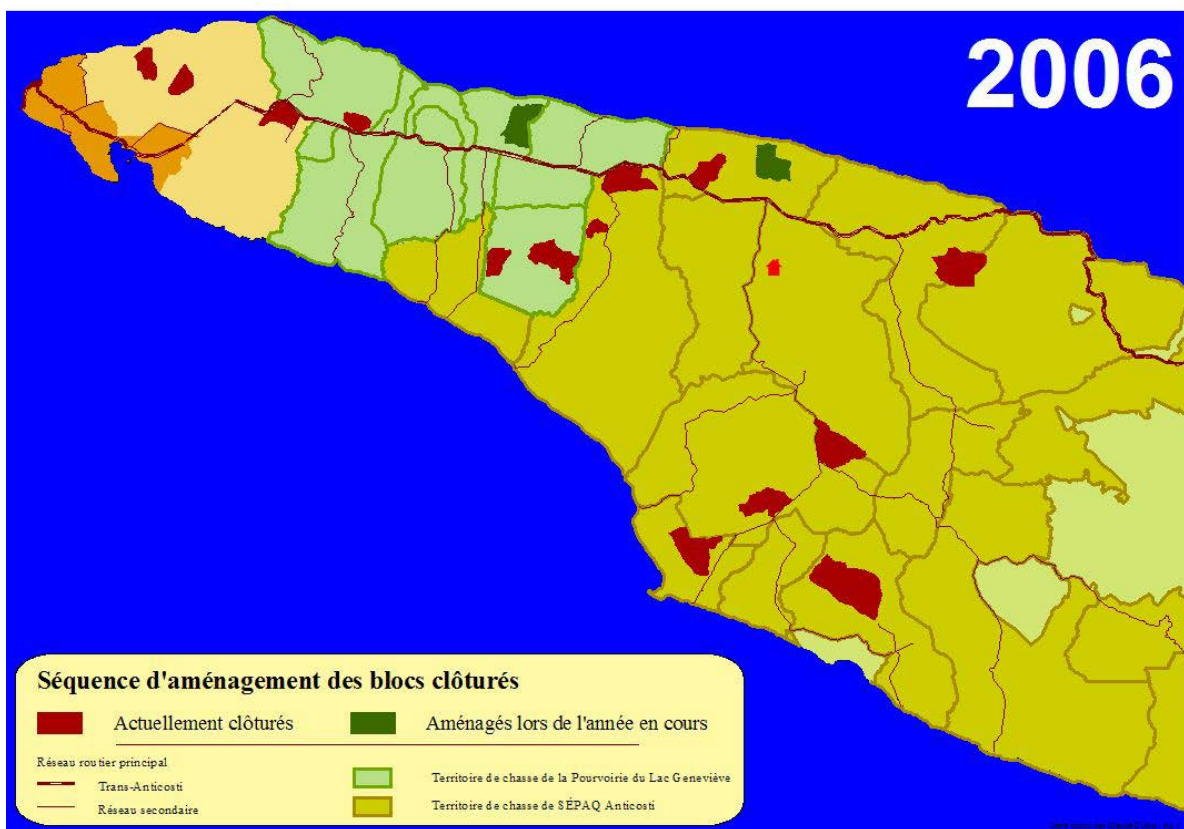 2006
Séquence d'aménagement des blocs clôturés
Actuellement clôturés
Aménagés lors de l'année en cours
Réseau routier principal
Trans-Anticosti
Réseau secondaire
Territoire de chasse de la Pourvoirie du Lac Geneviève
Territoire de chasse de SÉPAQ Anticosti